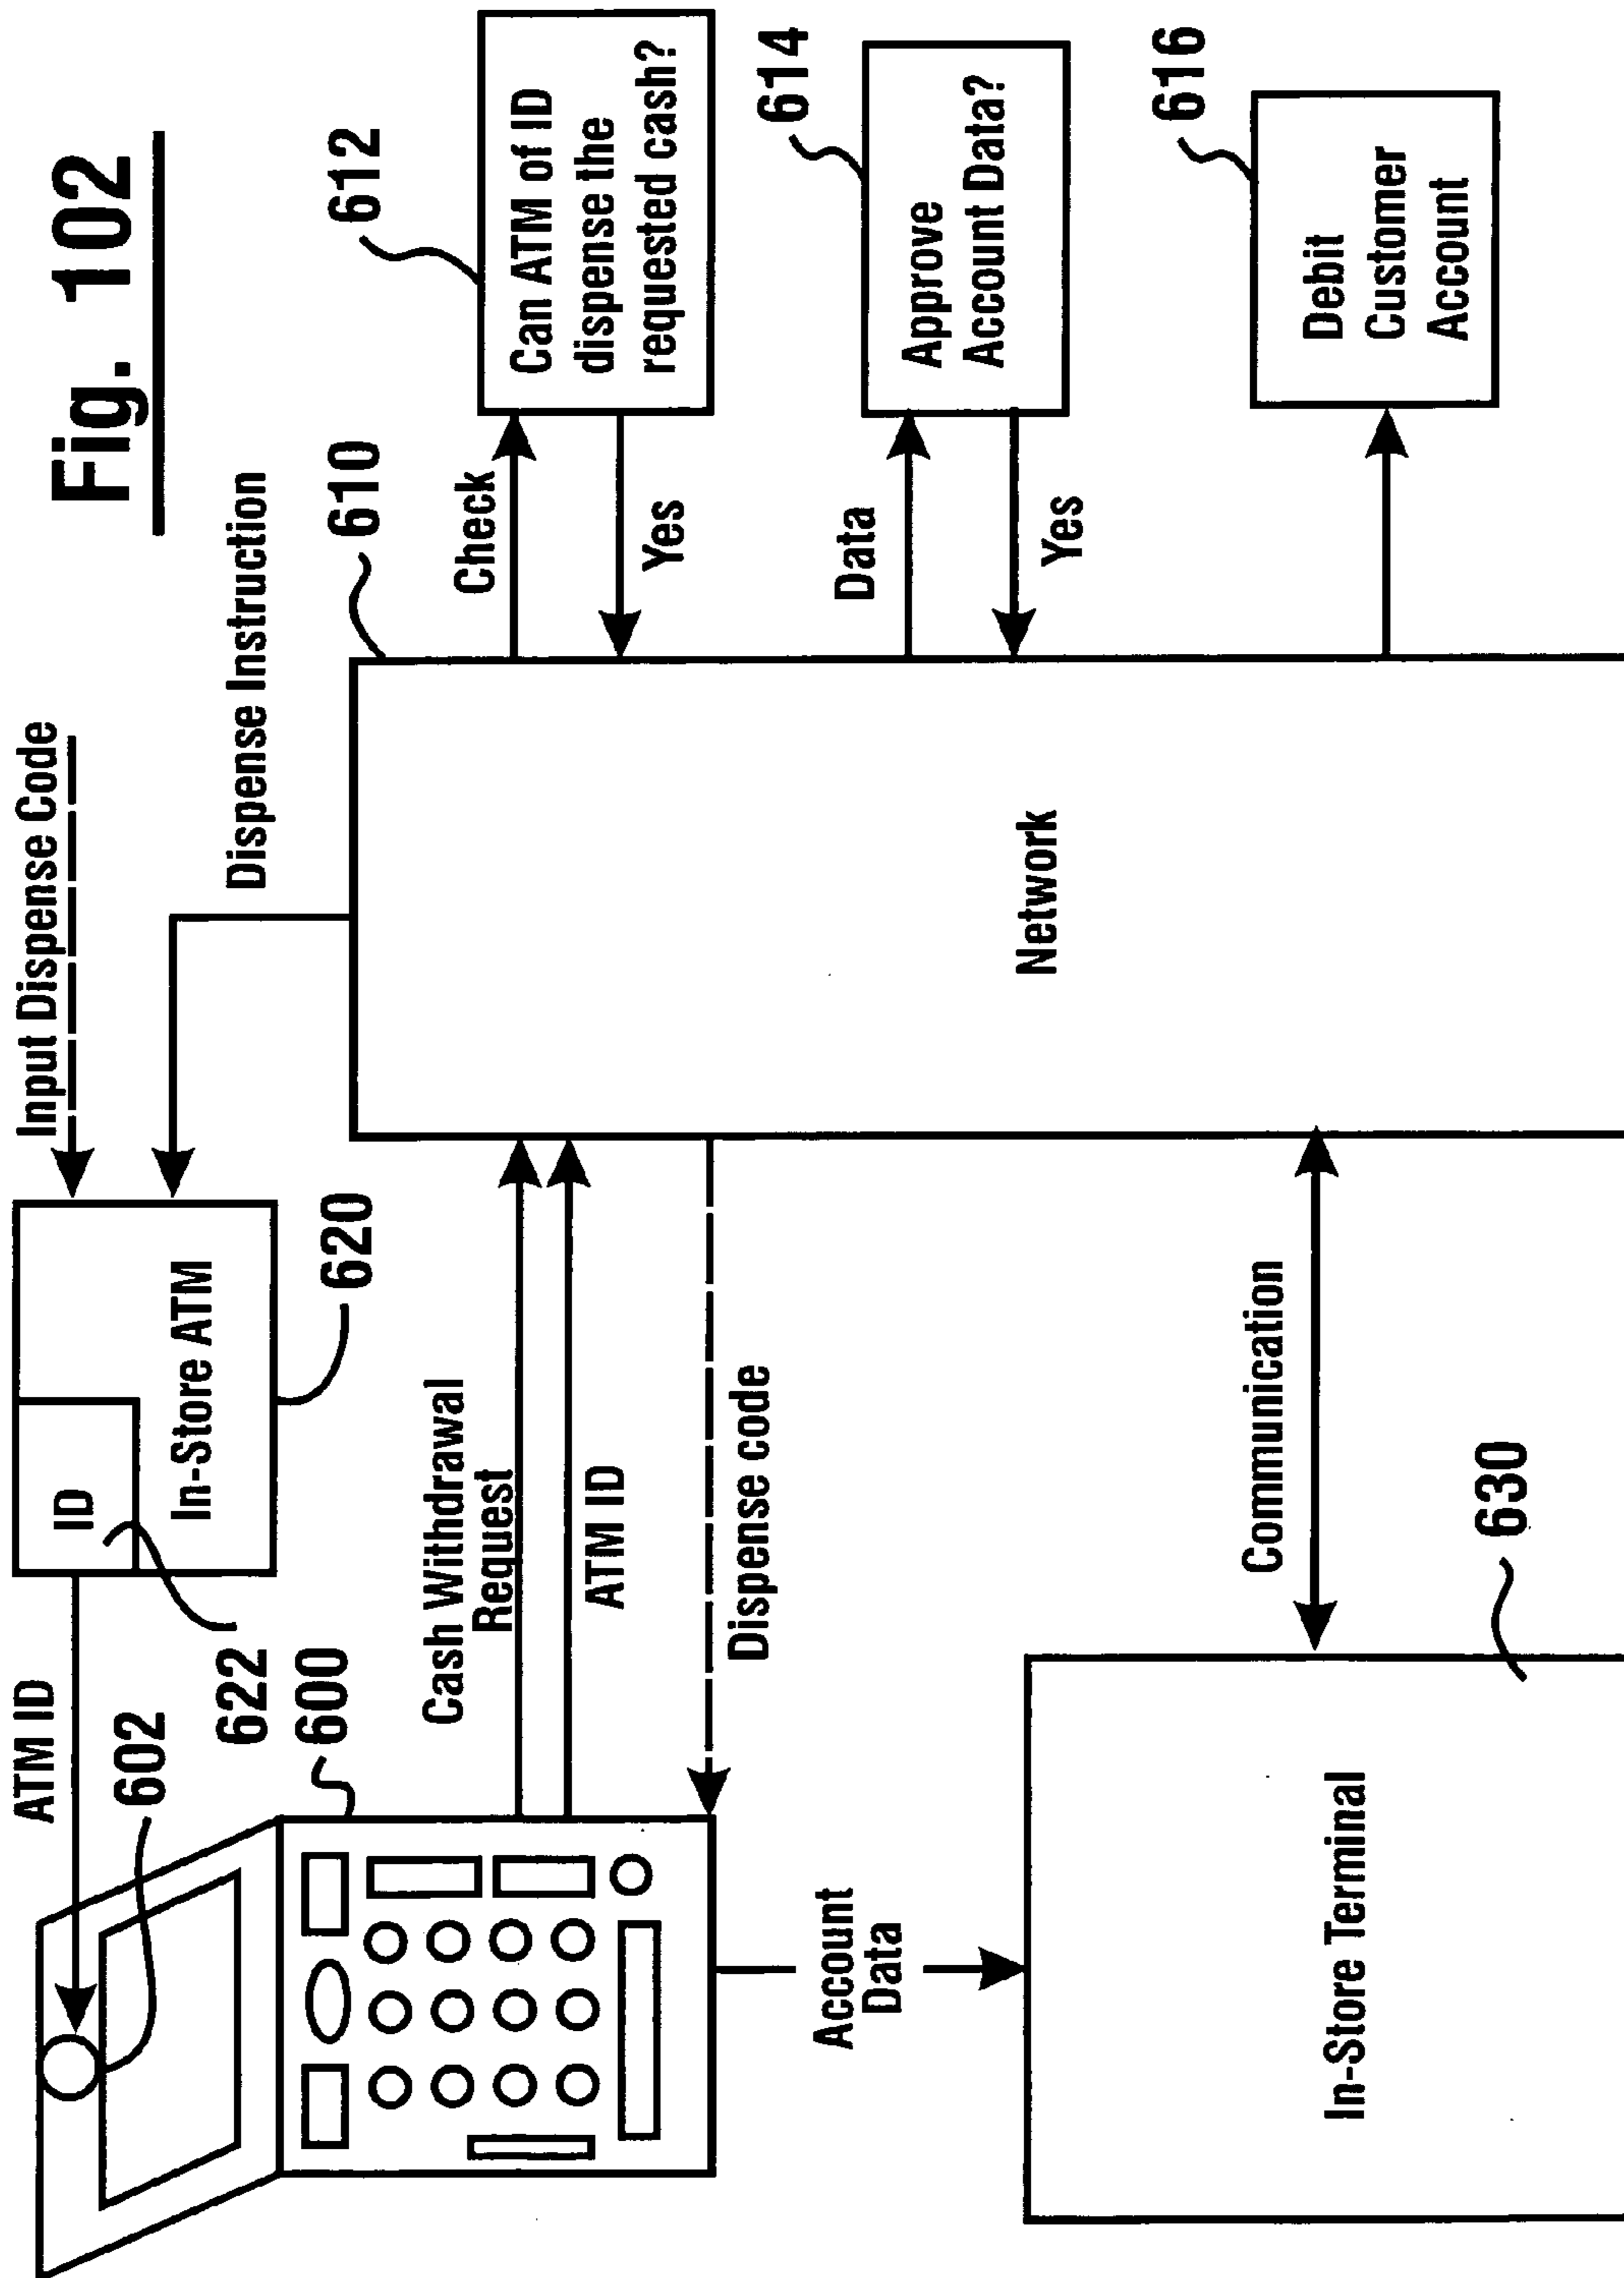 Fig. 102
Input Dispense Code
Dispense Instruction
ATM ID
602
622
ID
In-Store ATM
620
600
610
612
Cash Withdrawal
Request
ATM ID
Dispense code
Check
Yes
Can ATM of ID
dispense the
requested cash?
614
Data
Yes
Approve
Account Data?
616
Debit
Customer
Account
Network
Account
Data
Communication
630
In-Store Terminal